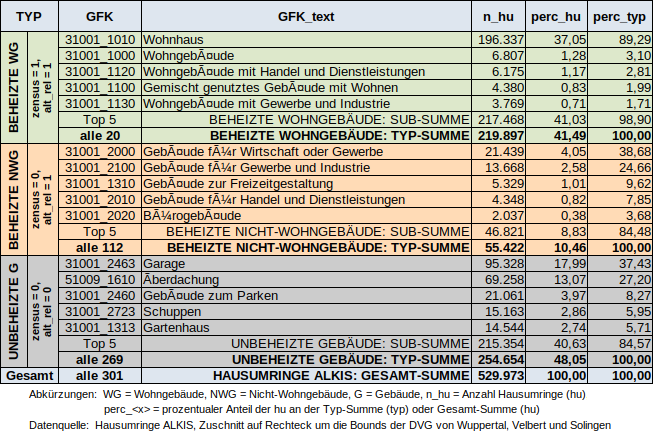 TYP GFK GFK_text n_hu perc_hu perc_typ
BEHEIZTE WG
zensus = 1,
alt_rel = 1
31001_1010 Wohnhaus 196.337 37,05 89,29
31001_1000 WohngebÃ¤ude 6.807 1,28 3,10
31001_1120 WohngebÃ¤ude mit Handel und Dienstleistungen 6.175 1,17 2,81
31001_1100 Gemischt genutztes GebÃ¤ude mit Wohnen 4.380 0,83 1,99
31001_1130 WohngebÃ¤ude mit Gewerbe und Industrie 3.769 0,71 1,71
Top 5 BEHEIZTE WOHNGEBÄUDE: SUB-SUMME 217.468 41,03 98,90
alle 20 BEHEIZTE WOHNGEBÄUDE: TYP-SUMME 219.897 41,49 100,00
BEHEIZTE NWG
zensus = 0,
alt_rel = 1
31001_2000 GebÃ¤ude fÃ¼r Wirtschaft oder Gewerbe 21.439 4,05 38,68
31001_2100 GebÃ¤ude fÃ¼r Gewerbe und Industrie 13.668 2,58 24,66
31001_1310 GebÃ¤ude zur Freizeitgestaltung 5.329 1,01 9,62
31001_2010 GebÃ¤ude fÃ¼r Handel und Dienstleistungen 4.348 0,82 7,85
31001_2020 BÃ¼rogebÃ¤ude 2.037 0,38 3,68
Top 5 BEHEIZTE NICHT-WOHNGEBÄUDE: SUB-SUMME 46.821 8,83 84,48
alle 112 BEHEIZTE NICHT-WOHNGEBÄUDE: TYP-SUMME 55.422 10,46 100,00
UNBEHEIZTE G
zensus = 0,
alt_rel = 0
31001_2463 Garage 95.328 17,99 37,43
51009_1610 Ãberdachung 69.258 13,07 27,20
31001_2460 GebÃ¤ude zum Parken 21.061 3,97 8,27
31001_2723 Schuppen 15.163 2,86 5,95
31001_1313 Gartenhaus 14.544 2,74 5,71
Top 5 UNBEHEIZTE GEBÄUDE: SUB-SUMME 215.354 40,63 84,57
alle 269 UNBEHEIZTE GEBÄUDE: TYP-SUMME 254.654 48,05 100,00
Gesamt alle 301 HAUSUMRINGE ALKIS: GESAMT-SUMME 529.973 100,00 100,00
Abkürzungen: WG = Wohngebäude, NWG = Nicht-Wohngebäude, G = Gebäude, n_hu = Anzahl Hausumringe (hu)
perc_<x> = prozentualer Anteil der hu an der Typ-Summe (typ) oder Gesamt-Summe (hu)
Datenquelle: Hausumringe ALKIS, Zuschnitt auf Rechteck um die Bounds der DVG von Wuppertal, Velbert und Solingen